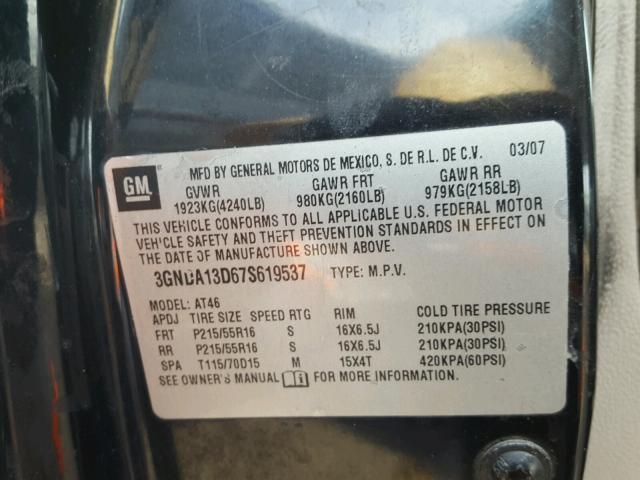 MFD BY GENERAL MOTORS DE MEXICO, S. DE R.L. DE C.V. 03/07
GM
GVWR GAWR FRT GAWR RR
1923KG(4240LB) 980KG(2160LB) 979KG(2158LB)
THIS VEHICLE CONFORMS TO ALL APPLICABLE U.S. FEDERAL MOTOR
VEHICLE SAFETY AND THEFT PREVENTION STANDARDS IN EFFECT ON
THE DATE OF MANUFACTURE SHOWN ABOVE.
3GNDA13D67S619537 TYPE: M.P.V.
MODEL: AT46
APDJ TIRE SIZE SPEED RTG RIM COLD TIRE PRESSURE
FRT P215/55R16 S 16X6.5J 210KPA(30PSI)
RR P215/55R16 S 16X6.5J 210KPA(30PSI)
SPA T115/70D15 M 15X4T 420KPA(60PSI)
SEE OWNER'S MANUAL FOR MORE INFORMATION.